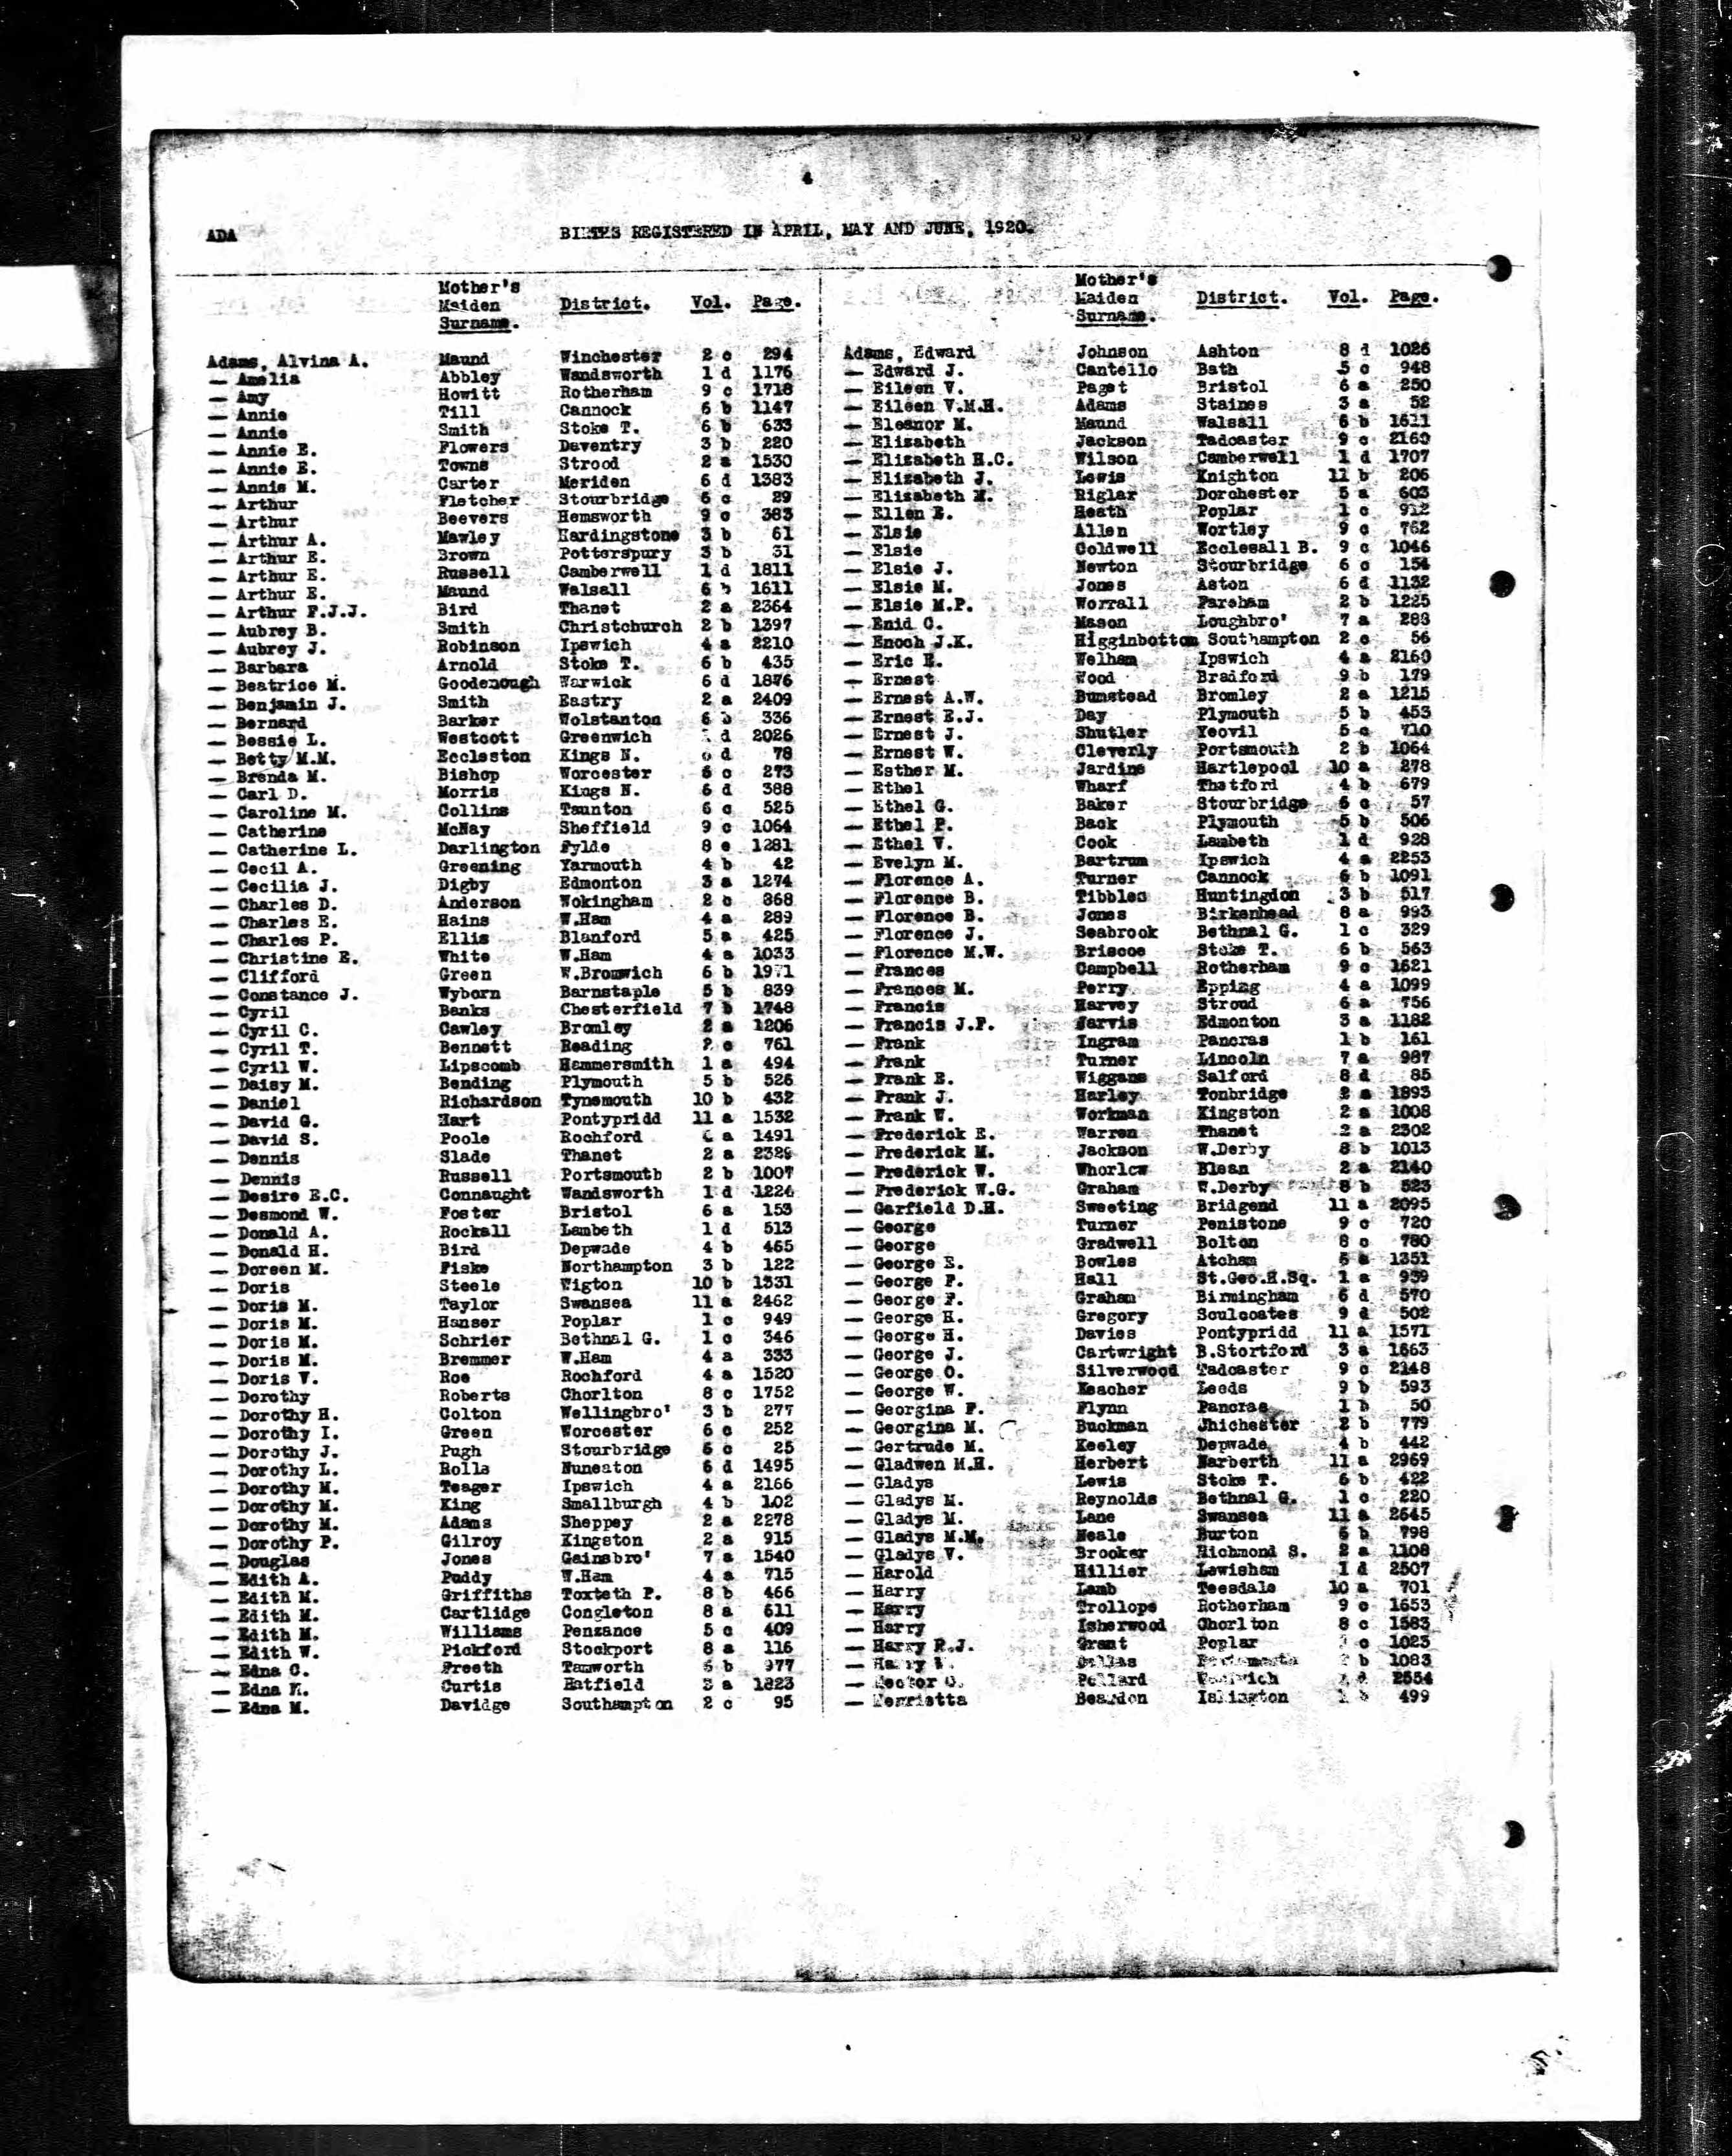 4
ADA BIRTHS REGISTERED IN APRIL, MAY AND JUNE, 1920.
Mother's
Maiden District. Vol. Page.
Surname.
Adams, Alvina A. Maund Winchester 2 c 294
— Amelia Abbley Wandsworth 1 d 1176
— Amy Howitt Rotherham 9 c 1718
— Annie Till Cannock 6 b 1147
— Annie Smith Stoke T. 6 b 633
— Annie E. Flowers Daventry 3 b 220
— Annie E. Towns Strood 2 a 1530
— Annie M. Carter Meriden 6 d 1383
— Arthur Fletcher Stourbridge 6 c 29
— Arthur Beevers Hemsworth 9 c 383
— Arthur A. Mawley Hardingstone 3 b 61
— Arthur E. Brown Potterspury 3 b 31
— Arthur E. Russell Camberwell 1 d 1811
— Arthur E. Maund Walsall 6 b 1611
— Arthur F.J.J. Bird Thanet 2 a 2364
— Aubrey B. Smith Christchurch 2 b 1397
— Aubrey J. Robinson Ipswich 4 a 2210
— Barbara Arnold Stoke T. 6 b 435
— Beatrice M. Goodenough Warwick 6 d 1876
— Benjamin J. Smith Eastry 2 a 2409
— Bernard Barker Wolstanton 6 b 336
— Bessie L. Westcott Greenwich d 2026
— Betty M.M. Eccleston Kings N. 6 d 78
— Brenda M. Bishop Worcester 6 c 273
— Carl D. Morris Kings N. 6 d 388
— Caroline M. Collins Taunton 5 c 525
— Catherine McNay Sheffield 9 c 1064
— Catherine L. Darlington Fylde 8 e 1281
— Cecil A. Greening Yarmouth 4 b 42
— Cecilia J. Digby Edmonton 3 a 1274
— Charles D. Anderson Wokingham 2 c 868
— Charles E. Hains W.Ham 4 a 289
— Charles P. Ellis Blanford 5 a 425
— Christine E. White W.Ham 4 a 1033
— Clifford Green W.Bromwich 6 b 1971
— Constance J. Wyborn Barnstaple 5 b 839
— Cyril Banks Chesterfield 7 b 1748
— Cyril C. Cawley Bromley 2 a 1206
— Cyril T. Bennett Reading 2 c 761
— Cyril W. Lipscomb Hammersmith 1 a 494
— Daisy M. Bending Plymouth 5 b 526
— Daniel Richardson Tynemouth 10 b 432
— David G. Hart Pontypridd 11 a 1532
— David S. Poole Rochford 4 a 1491
— Dennis Slade Thanet 2 a 2329
— Dennis Russell Portsmouth 2 b 1007
— Desire E.C. Connaught Wandsworth 1 d 1224
— Desmond W. Foster Bristol 6 a 153
— Donald A. Rockall Lambeth 1 d 513
— Donald H. Bird Depwade 4 b 465
— Doreen M. Fiske Northampton 3 b 122
— Doris Steele Wigton 10 b 1331
— Doris M. Taylor Swansea 11 a 2462
— Doris M. Hanser Poplar 1 c 949
— Doris M. Schrier Bethnal G. 1 c 346
— Doris M. Bremmer W.Ham 4 a 333
— Doris V. Roe Rochford 4 a 1520
— Dorothy Roberts Chorlton 8 c 1752
— Dorothy H. Colton Wellingbro' 3 b 277
— Dorothy I. Green Worcester 6 c 252
— Dorothy J. Pugh Stourbridge 6 c 25
— Dorothy L. Rolls Nuneaton 6 d 1495
— Dorothy M. Teager Ipswich 4 a 2166
— Dorothy M. King Smallburgh 4 b 102
— Dorothy M. Adams Sheppey 2 a 2278
— Dorothy P. Gilroy Kingston 2 a 915
— Douglas Jones Gainsbro' 7 a 1540
— Edith A. Puddy W.Ham 4 a 715
— Edith M. Griffiths Toxteth P. 8 b 466
— Edith M. Cartlidge Congleton 8 a 611
— Edith M. Williams Penzance 5 c 409
— Edith W. Pickford Stockport 8 a 116
— Edna C. Freeth Tamworth 6 b 977
— Edna E. Curtis Hatfield 3 a 1823
— Edna M. Davidge Southampton 2 c 95
Mother's
Maiden District. Vol. Page.
Surname.
Adams, Edward Johnson Ashton 8 d 1026
— Edward J. Cantello Bath 5 c 948
— Eileen V. Paget Bristol 6 a 250
— Eileen V.M.H. Adams Staines 3 a 52
— Eleanor M. Maund Walsall 6 b 1611
— Elizabeth Jackson Tadcaster 9 c 2160
— Elizabeth H.C. Wilson Camberwell 1 d 1707
— Elizabeth J. Lewis Knighton 11 b 206
— Elizabeth M. Riglar Dorchester 5 a 603
— Ellen E. Heath Poplar 1 c 912
— Elsie Allen Wortley 9 c 762
— Elsie Coldwell Ecclesall B. 9 c 1046
— Elsie J. Newton Stourbridge 6 c 154
— Elsie M. Jones Aston 6 d 1132
— Elsie M.P. Worrall Fareham 2 b 1225
— Enid C. Mason Loughbro' 7 a 288
— Enoch J.K. Higginbottom Southampton 2 c 56
— Eric E. Welham Ipswich 4 a 2160
— Ernest Wood Bradford 9 b 179
— Ernest A.W. Bumstead Bromley 2 a 1215
— Ernest E.J. Day Plymouth 5 b 453
— Ernest J. Shutler Yeovil 5 c 710
— Ernest W. Cleverly Portsmouth 2 b 1064
— Esther M. Jardine Hartlepool 10 a 278
— Ethel Wharf Thetford 4 b 679
— Ethel G. Baker Stourbridge 6 c 57
— Ethel P. Back Plymouth 5 b 506
— Ethel V. Cook Lambeth 1 d 928
— Evelyn M. Bartrum Ipswich 4 a 2253
— Florence A. Turner Cannock 6 b 1091
— Florence B. Tibbles Huntingdon 3 b 517
— Florence B. Jones Birkenhead 8 a 993
— Florence J. Seabrook Bethnal G. 1 c 329
— Florence M.W. Briscoe Stoke T. 6 b 563
— Frances Campbell Rotherham 9 c 1621
— Frances M. Perry Epping 4 a 1099
— Francis Harvey Stroud 6 a 756
— Francis J.F. Jarvis Edmonton 3 a 1182
— Frank Ingram Pancras 1 b 161
— Frank Turner Lincoln 7 a 987
— Frank E. Wiggans Salford 8 d 85
— Frank J. Harley Tonbridge 2 a 1893
— Frank W. Workman Kingston 2 a 1008
— Frederick E. Warren Thanet 2 a 2302
— Frederick M. Jackson W.Derby 8 b 1013
— Frederick W. Whorlow Blean 2 a 2140
— Frederick W.G. Graham W.Derby 8 b 523
— Garfield D.H. Sweeting Bridgend 11 a 2095
— George Turner Penistone 9 c 720
— George Gradwell Bolton 8 c 780
— George E. Bowles Atcham 6 a 1351
— George F. Hall St.Geo.H.Sq. 1 a 939
— George F. Graham Birmingham 6 d 570
— George H. Gregory Sculcoates 9 d 502
— George H. Davies Pontypridd 11 a 1571
— George J. Cartwright B.Stortford 3 a 1663
— George O. Silverwood Tadcaster 9 c 2148
— George W. Keacher Leeds 9 b 593
— Georgina F. Flynn Pancras 1 b 50
— Georgina M. Buckman Chichester 2 b 779
— Gertrude M. Keeley Depwade 4 b 442
— Gladwen M.H. Herbert Narberth 11 a 2969
— Gladys Lewis Stoke T. 6 b 422
— Gladys M. Reynolds Bethnal G. 1 c 220
— Gladys M. Lane Swansea 11 a 2645
— Gladys M.M. Neale Burton 6 b 798
— Gladys V. Brooker Richmond S. 2 a 1108
— Harold Hillier Lewisham 1 d 2507
— Harry Lamb Teesdale 10 a 701
— Harry Trollope Rotherham 9 c 1653
— Harry Isherwood Chorlton 8 c 1583
— Harry R.J. Grant Poplar c 1023
— Harry Portsmouth b 1083
— Hector Pollard Woolwich d 2554
— Henrietta Beardon Islington 499